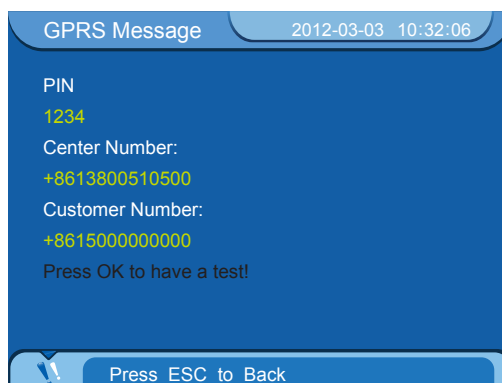 GPRS Message 2012-03-03 10:32:06
PIN
1234
Center Number:
+8613800510500
Customer Number:
+8615000000000
Press OK to have a test!
Press ESC to Back